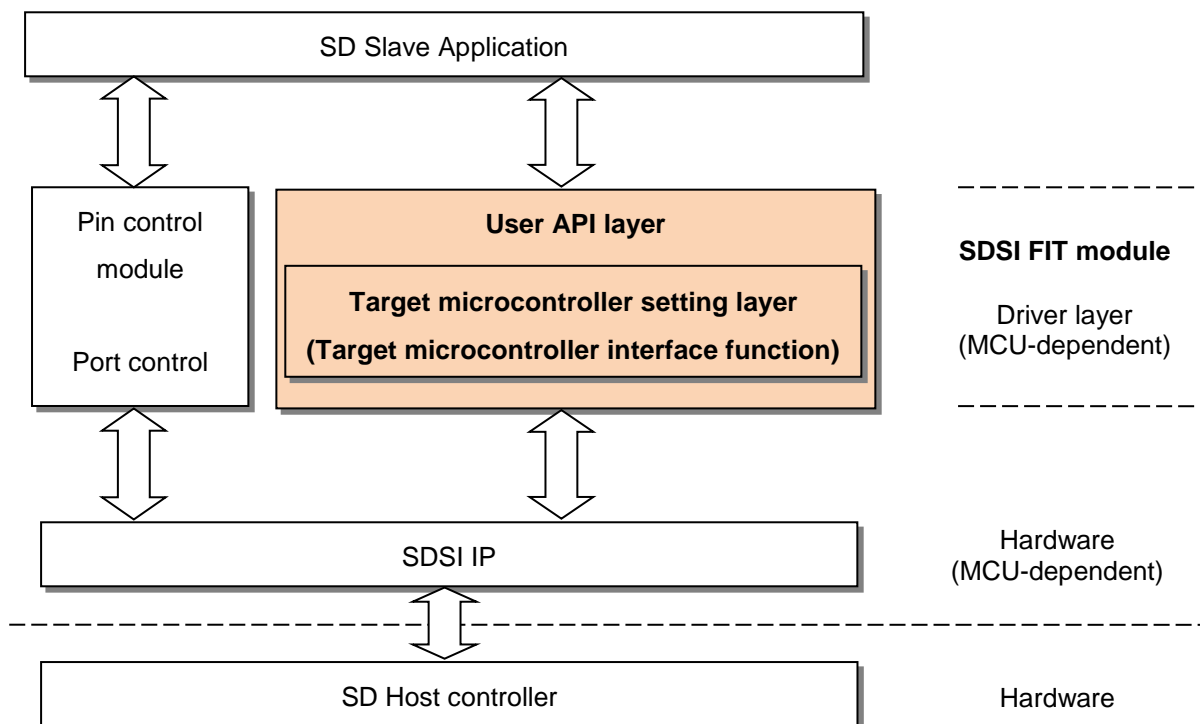 SD Slave Application
Pin control
module
Port control
User API layer
Target microcontroller setting layer
(Target microcontroller interface function)
SDSI FIT module
Driver layer
(MCU-dependent)
SDSI IP
Hardware
(MCU-dependent)
SD Host controller
Hardware